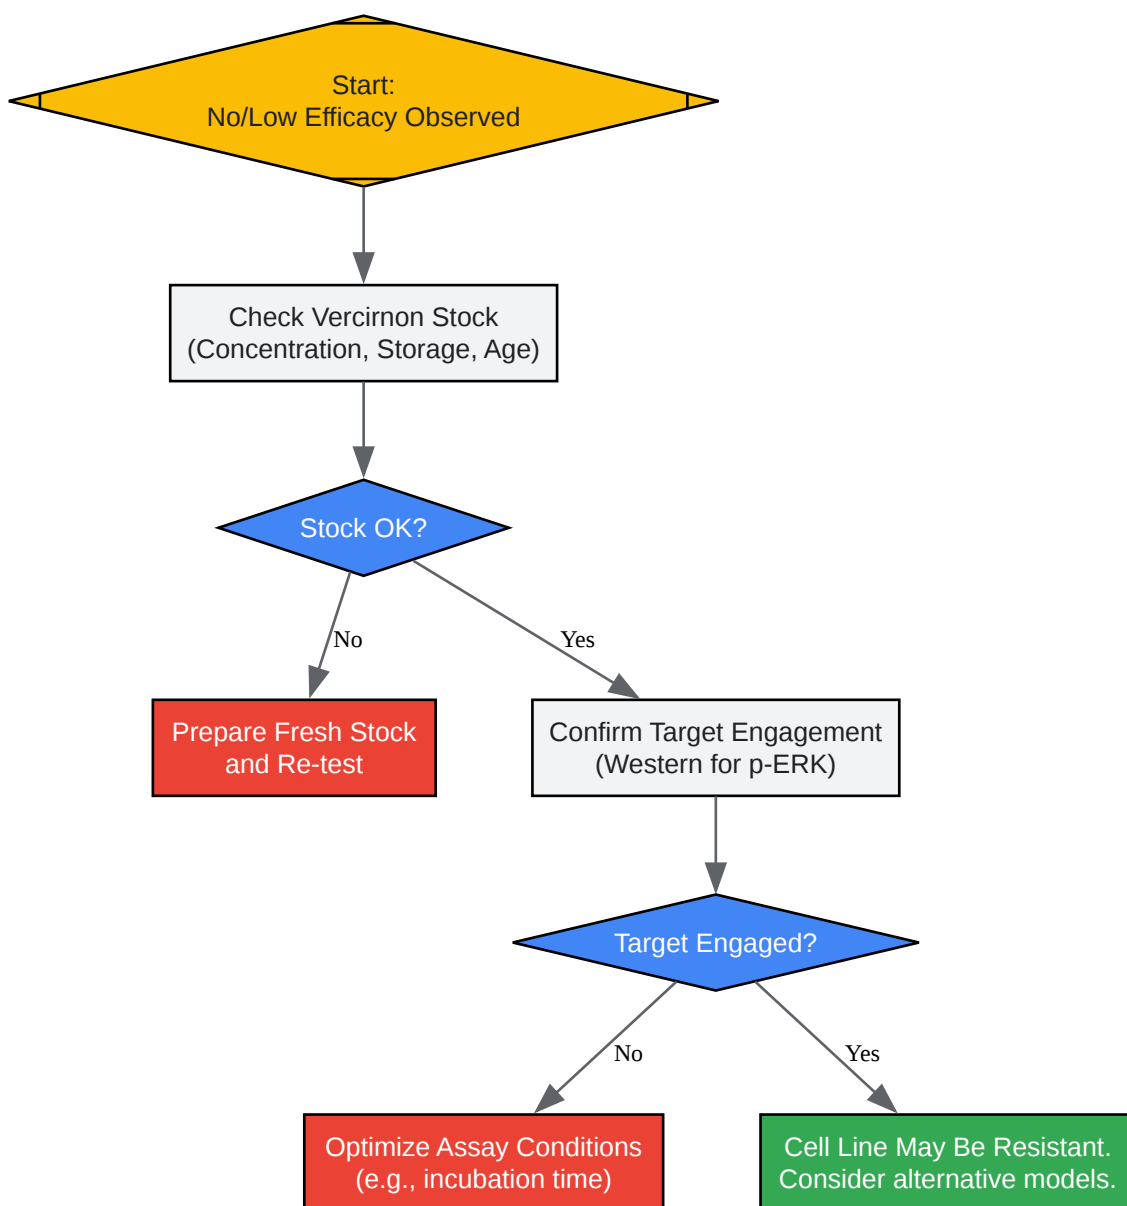 Start:
No/Low Efficacy Observed
Check Vercirnon Stock
(Concentration, Storage, Age)
Stock OK?
No
Yes
Prepare Fresh Stock
and Re-test
Confirm Target Engagement
(Western for p-ERK)
Target Engaged?
No
Yes
Optimize Assay Conditions
(e.g., incubation time)
Cell Line May Be Resistant.
Consider alternative models.